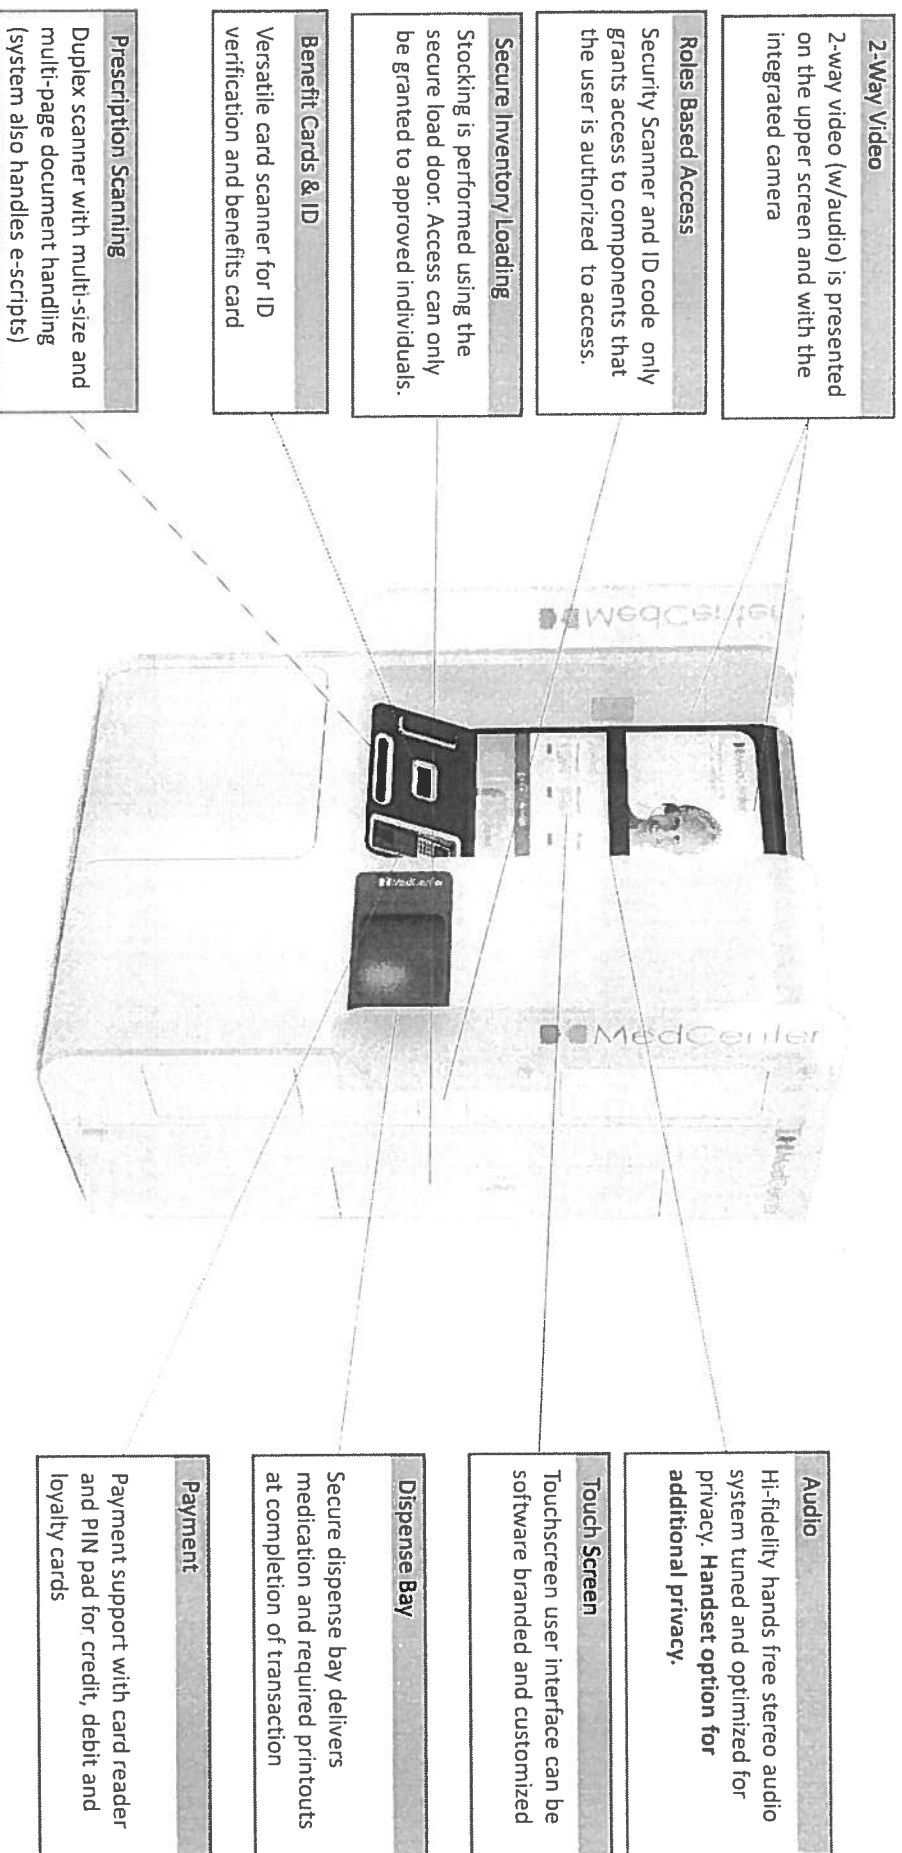 2-Way Video
2-way video (w/audio) is presented
on the upper screen and with the
integrated camera
Roles Based Access
Security Scanner and ID code only
grants access to components that
the user is authorized to access.
Secure Inventory Loading
Stocking is performed using the
secure load door. Access can only
be granted to approved individuals.
Benefit Cards & ID
Versatile card scanner for ID
verification and benefits card
Prescription Scanning
Duplex scanner with multi-size and
multi-page document handling
(system also handles e-scripts)
MedCenter
MedCenter
MedCenter
Audio
Hi-fidelity hands free stereo audio
system tuned and optimized for
privacy. Handset option for
additional privacy.
Touch Screen
Touchscreen user interface can be
software branded and customized
Dispense Bay
Secure dispense bay delivers
medication and required printouts
at completion of transaction
Payment
Payment support with card reader
and PIN pad for credit, debit and
loyalty cards